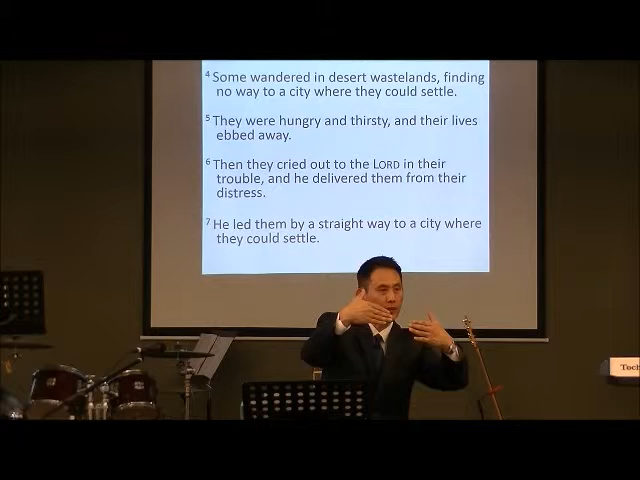 4 Some wandered in desert wastelands, finding
no way to a city where they could settle.
5 They were hungry and thirsty, and their lives
ebbed away.
6 Then they cried out to the LORD in their
trouble, and he delivered them from their
distress.
7 He led them by a straight way to a city where
they could settle.